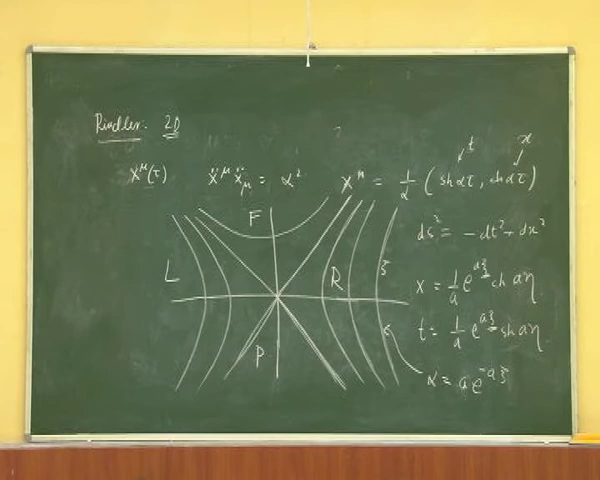 Rindler: 2D
t x
x^μ(τ) ẍ^μ ẍ_μ = α² x^μ = 1/α (sh ατ, ch ατ)
F
ds² = -dt² + dx²
L R ξ
x = 1/a e^{aξ} ch aη
t = 1/a e^{aξ} sh aη
P
α = a e^{-aξ}